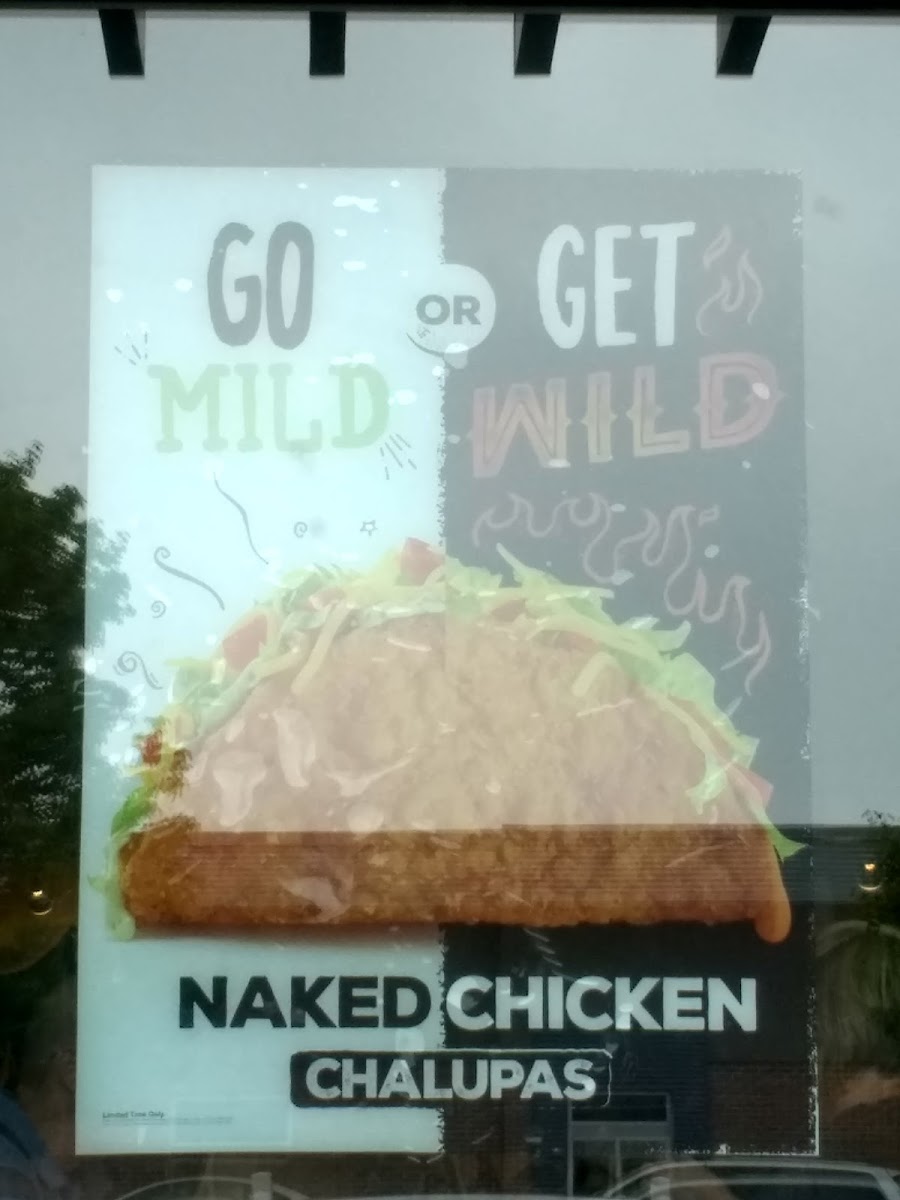 GO
MILD
OR
GET
WILD
NAKED CHICKEN
CHALUPAS
Limited Time Only.